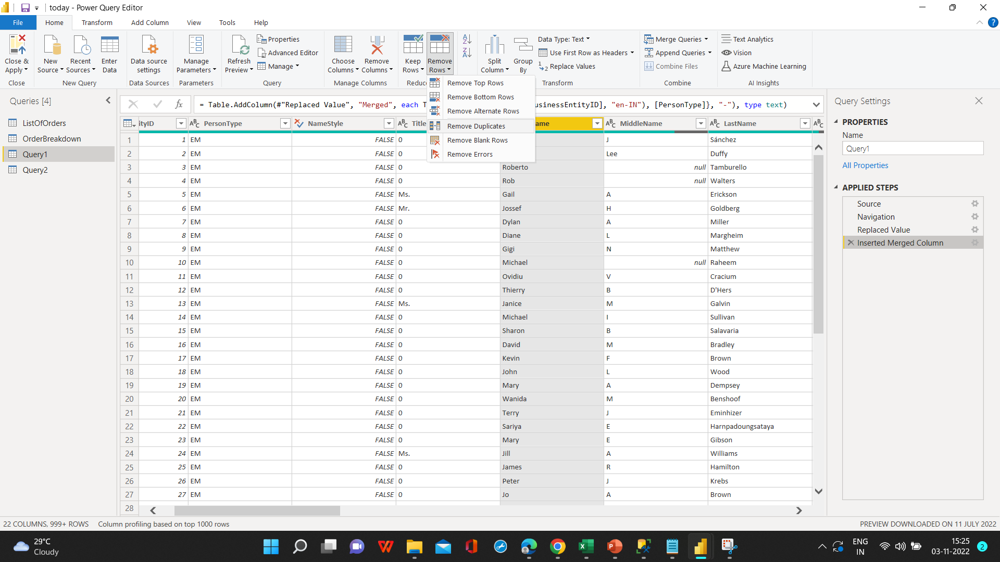 today - Power Query Editor
File Home Transform Add Column View Tools Help
Close & Apply
Close
New Source
Recent Sources
Enter Data
New Query
Data source settings
Data Sources
Manage Parameters
Parameters
Refresh Preview
Properties
Advanced Editor
Manage
Query
Choose Columns
Remove Columns
Manage Columns
Keep Rows
Remove Rows
Reduc
Split Column
Group By
Data Type: Text
Use First Row as Headers
Replace Values
Transform
Merge Queries
Append Queries
Combine Files
Combine
Text Analytics
Vision
Azure Machine Learning
AI Insights
Remove Top Rows
Remove Bottom Rows
Remove Alternate Rows
Remove Duplicates
Remove Blank Rows
Remove Errors
Queries [4]
ListOfOrders
OrderBreakdown
Query1
Query2
fx = Table.AddColumn(#"Replaced Value", "Merged", each T usinessEntityID], "en-IN"), [PersonType]}, "-"), type text)
ityID PersonType NameStyle Title ame MiddleName LastName
1 1 EM FALSE 0 J Sánchez
2 2 EM FALSE 0 Lee Duffy
3 3 EM FALSE 0 Roberto null Tamburello
4 4 EM FALSE 0 Rob null Walters
5 5 EM FALSE Ms. Gail A Erickson
6 6 EM FALSE Mr. Jossef H Goldberg
7 7 EM FALSE 0 Dylan A Miller
8 8 EM FALSE 0 Diane L Margheim
9 9 EM FALSE 0 Gigi N Matthew
10 10 EM FALSE 0 Michael null Raheem
11 11 EM FALSE 0 Ovidiu V Cracium
12 12 EM FALSE 0 Thierry B D'Hers
13 13 EM FALSE Ms. Janice M Galvin
14 14 EM FALSE 0 Michael I Sullivan
15 15 EM FALSE 0 Sharon B Salavaria
16 16 EM FALSE 0 David M Bradley
17 17 EM FALSE 0 Kevin F Brown
18 18 EM FALSE 0 John L Wood
19 19 EM FALSE 0 Mary A Dempsey
20 20 EM FALSE 0 Wanida M Benshoof
21 21 EM FALSE 0 Terry J Eminhizer
22 22 EM FALSE 0 Sariya E Harnpadoungsataya
23 23 EM FALSE 0 Mary E Gibson
24 24 EM FALSE Ms. Jill A Williams
25 25 EM FALSE 0 James R Hamilton
26 26 EM FALSE 0 Peter J Krebs
27 27 EM FALSE 0 Jo A Brown
28
Query Settings
PROPERTIES
Name
Query1
All Properties
APPLIED STEPS
Source
Navigation
Replaced Value
Inserted Merged Column
22 COLUMNS, 999+ ROWS Column profiling based on top 1000 rows
PREVIEW DOWNLOADED ON 11 JULY 2022
29°C
Cloudy
ENG
IN
15:25
03-11-2022
2